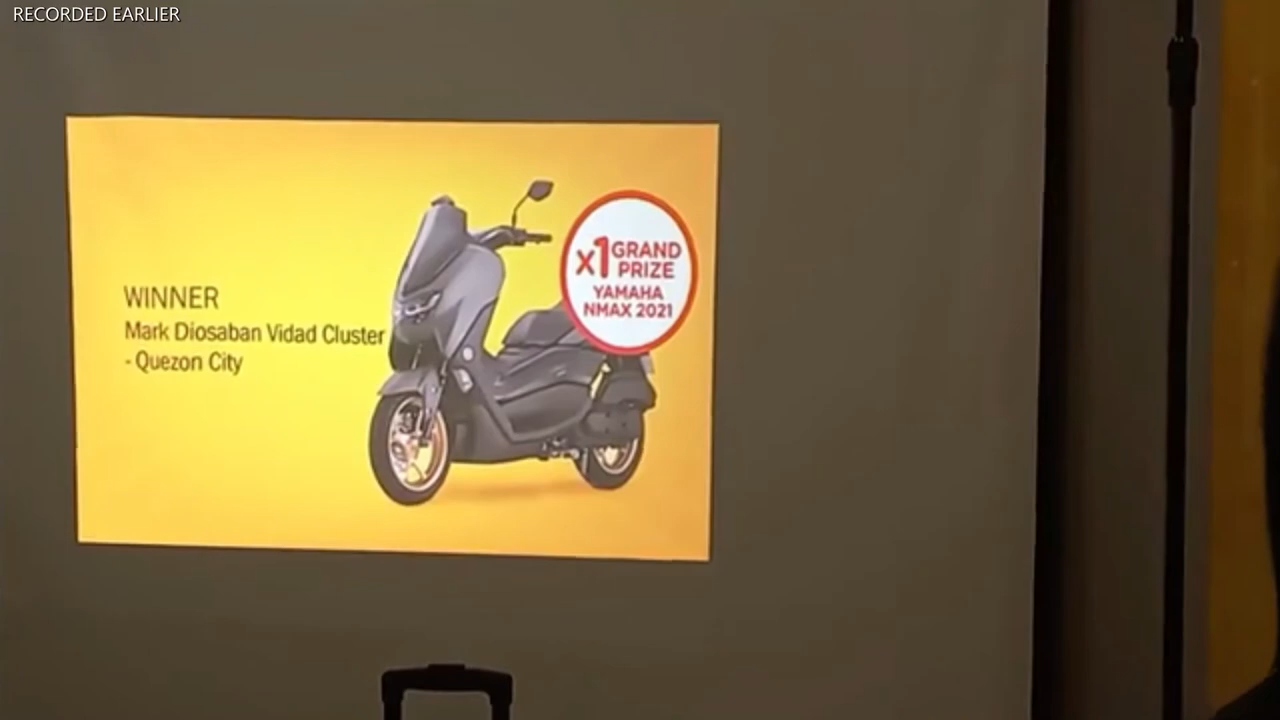 RECORDED EARLIER
WINNER
Mark Diosaban Vidad Cluster
- Quezon City
x1 GRAND
PRIZE
YAMAHA
NMAX 2021